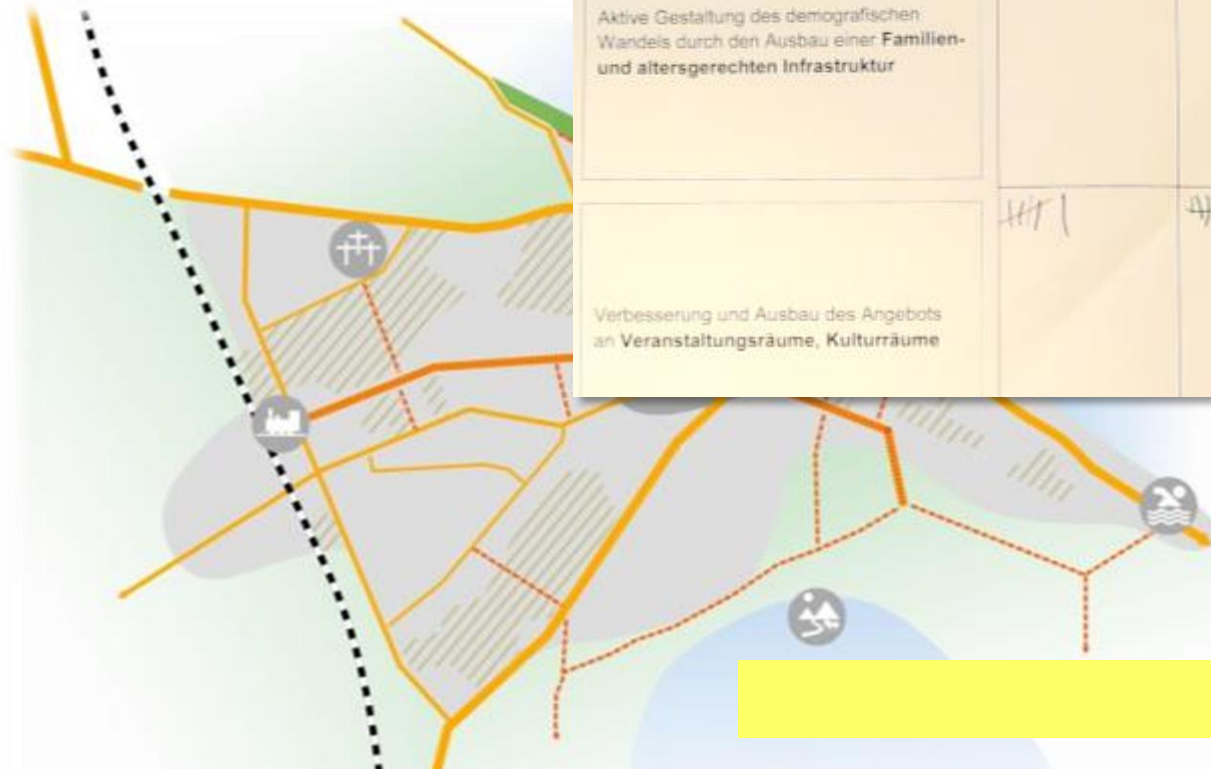 Aktive Gestaltung des demografischen
Wandels durch den Ausbau einer Familien-
und altersgerechten Infrastruktur
Verbesserung und Ausbau des Angebots
an Veranstaltungsräume, Kulturräume